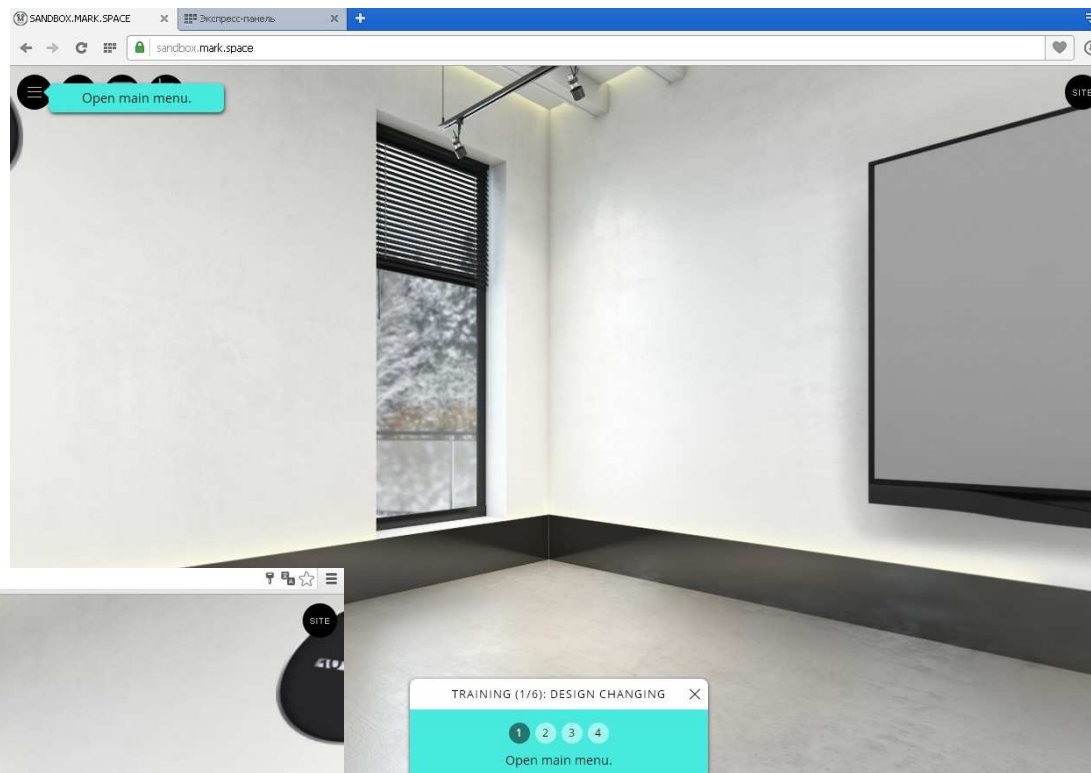 SANDBOX.MARK.SPACE
Экспресс-панель
sandbox.mark.space
Open main menu.
SITE
SITE
TRAINING (1/6): DESIGN CHANGING
1 2 3 4
Open main menu.